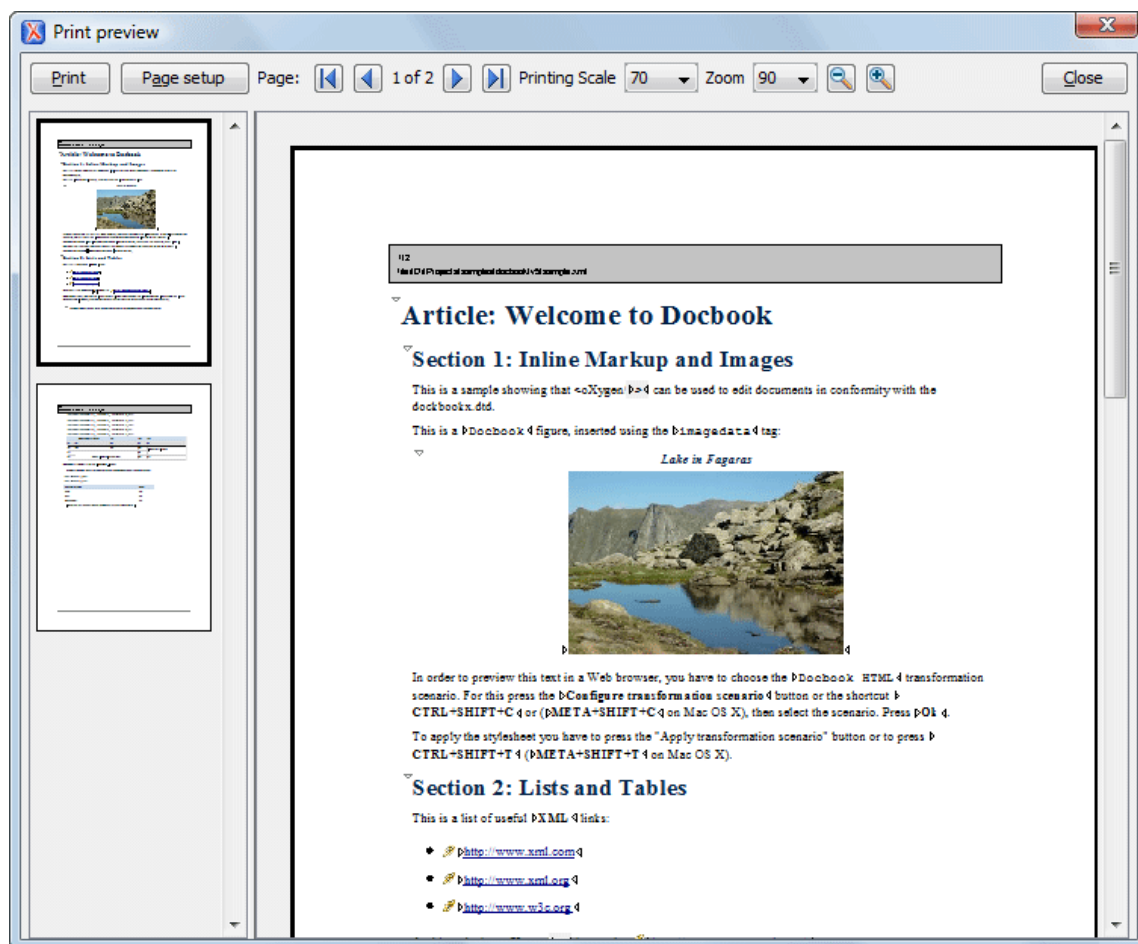 Print preview
Print Page setup Page: 1 of 2 Printing Scale 70 Zoom 90 Close
Article: Welcome to Docbook
Section 1: Inline Markup and Images
This is a sample showing that <oXygen/> can be used to edit documents in conformity with the
dockbookx.dtd.
This is a Docbook figure, inserted using the imagedata tag:
Lake in Fagaras
In order to preview this text in a Web browser, you have to choose the Docbook HTML transformation
scenario. For this press the Configure transformation scenario button or the shortcut
CTRL+SHIFT+C or (META+SHIFT+C on Mac OS X), then select the scenario. Press Ok .
To apply the stylesheet you have to press the "Apply transformation scenario" button or to press
CTRL+SHIFT+T (META+SHIFT+T on Mac OS X).
Section 2: Lists and Tables
This is a list of useful XML links:
http://www.xml.com
http://www.xml.org
http://www.w3c.org